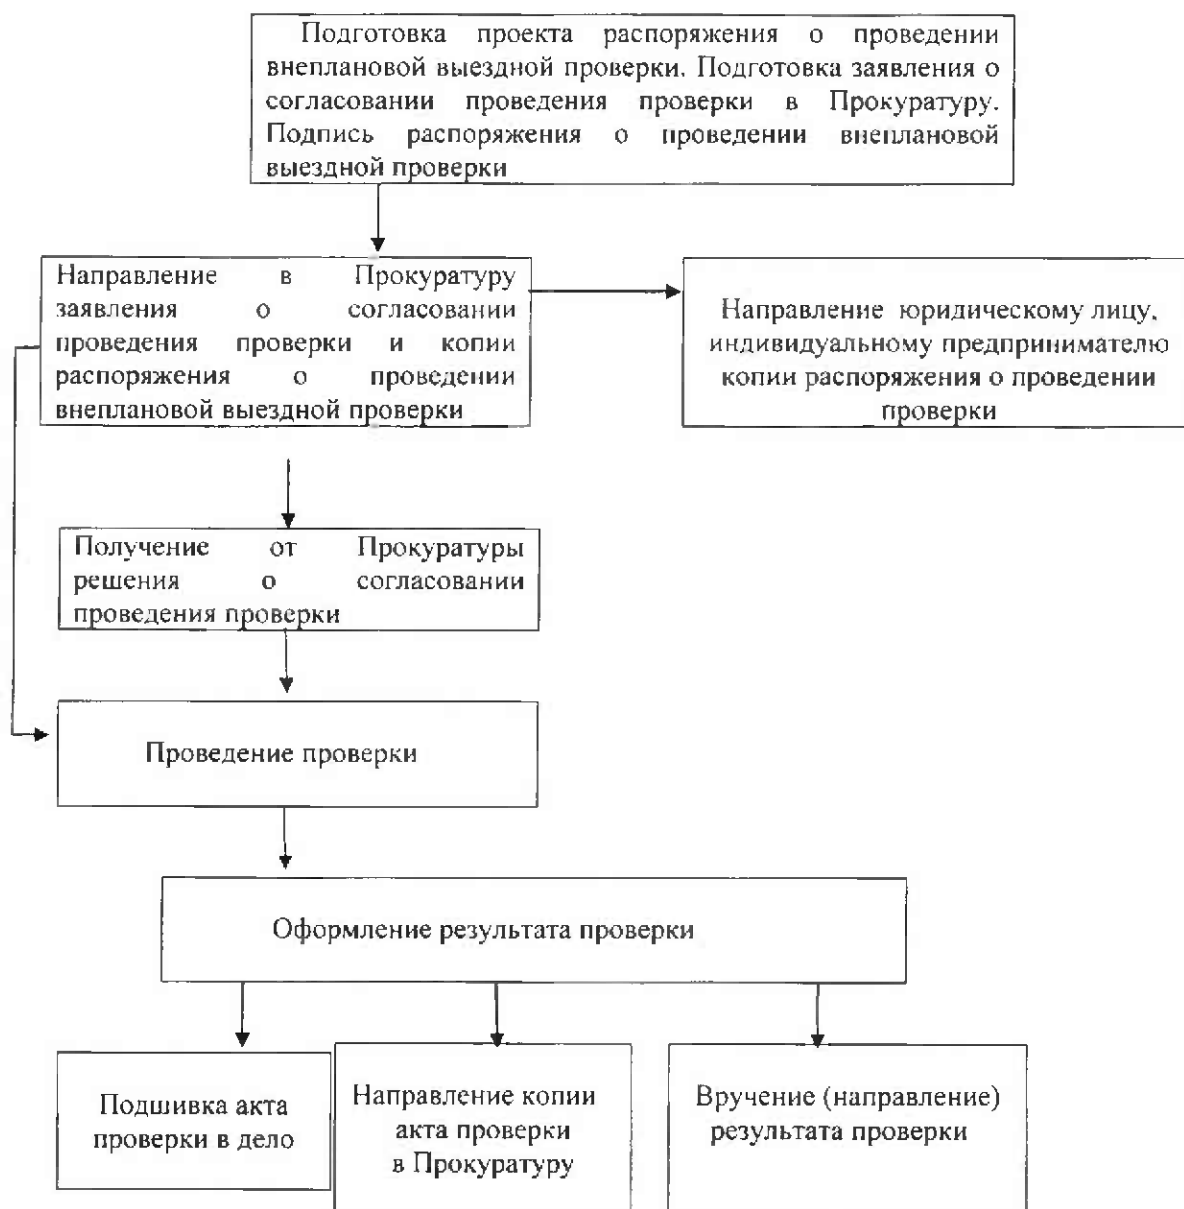 Подготовка проекта распоряжения о проведении
внеплановой выездной проверки. Подготовка заявления о
согласовании проведения проверки в Прокуратуру.
Подпись распоряжения о проведении внеплановой
выездной проверки
Направление в Прокуратуру
заявления о согласовании
проведения проверки и копии
распоряжения о проведении
внеплановой выездной проверки
Направление юридическому лицу,
индивидуальному предпринимателю
копии распоряжения о проведении
проверки
Получение от Прокуратуры
решения о согласовании
проведения проверки
Проведение проверки
Оформление результата проверки
Подшивка акта
проверки в дело
Направление копии
акта проверки
в Прокуратуру
Вручение (направление)
результата проверки